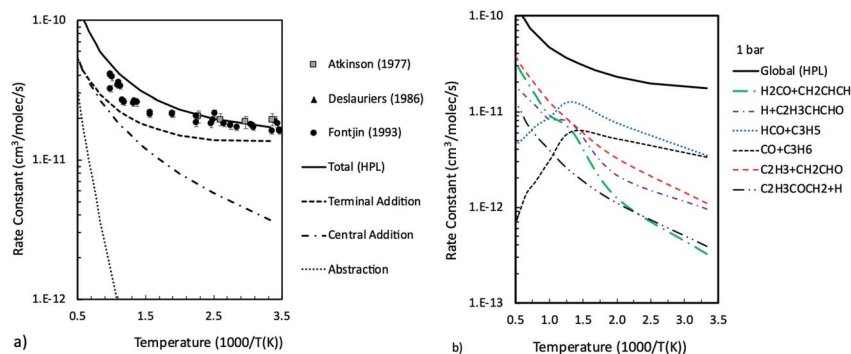 1.E-10
1.E-11
1.E-12
Rate Constant (cm3/molec/s)
0.5 1.5 2.5 3.5
Temperature (1000/T(K))
a)
Atkinson (1977)
Deslauriers (1986)
Fontjin (1993)
Total (HPL)
Terminal Addition
Central Addition
Abstraction
1.E-10
1.E-11
1.E-12
1.E-13
Rate Constant (cm3/molec/s)
0.5 1.0 1.5 2.0 2.5 3.0 3.5
Temperature (1000/T(K))
b)
1 bar
Global (HPL)
H2CO+CH2CHCH
H+C2H3CHCHO
HCO+C3H5
CO+C3H6
C2H3+CH2CHO
C2H3COCH2+H